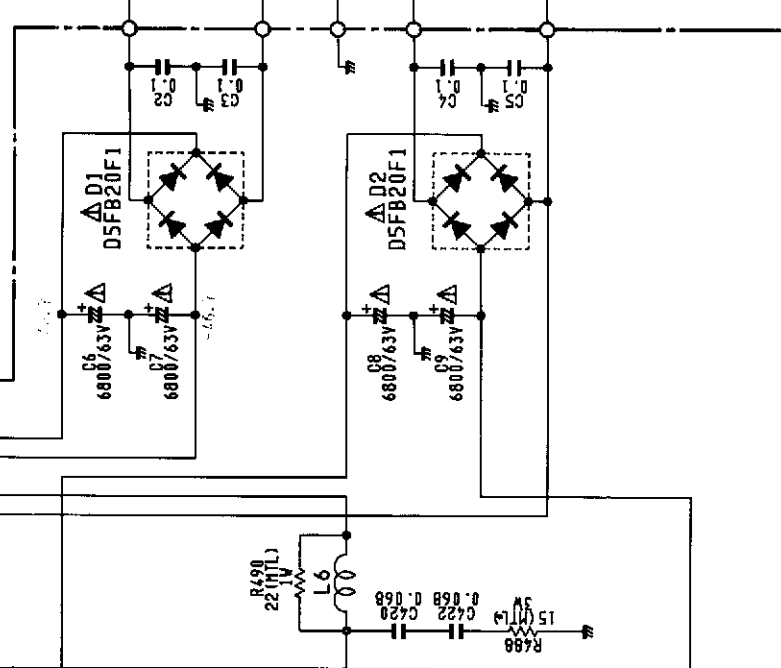 0.1
C2
0.1
C3
0.1
C4
0.1
C5
D1
D5FB20F1
D2
D5FB20F1
+
+
C6
6800/63V
C7
6800/63V
+
+
C8
6800/63V
C9
6800/63V
R490
22(MTL)
1W
L6
0.068
C420
0.068
C422
3W
R488